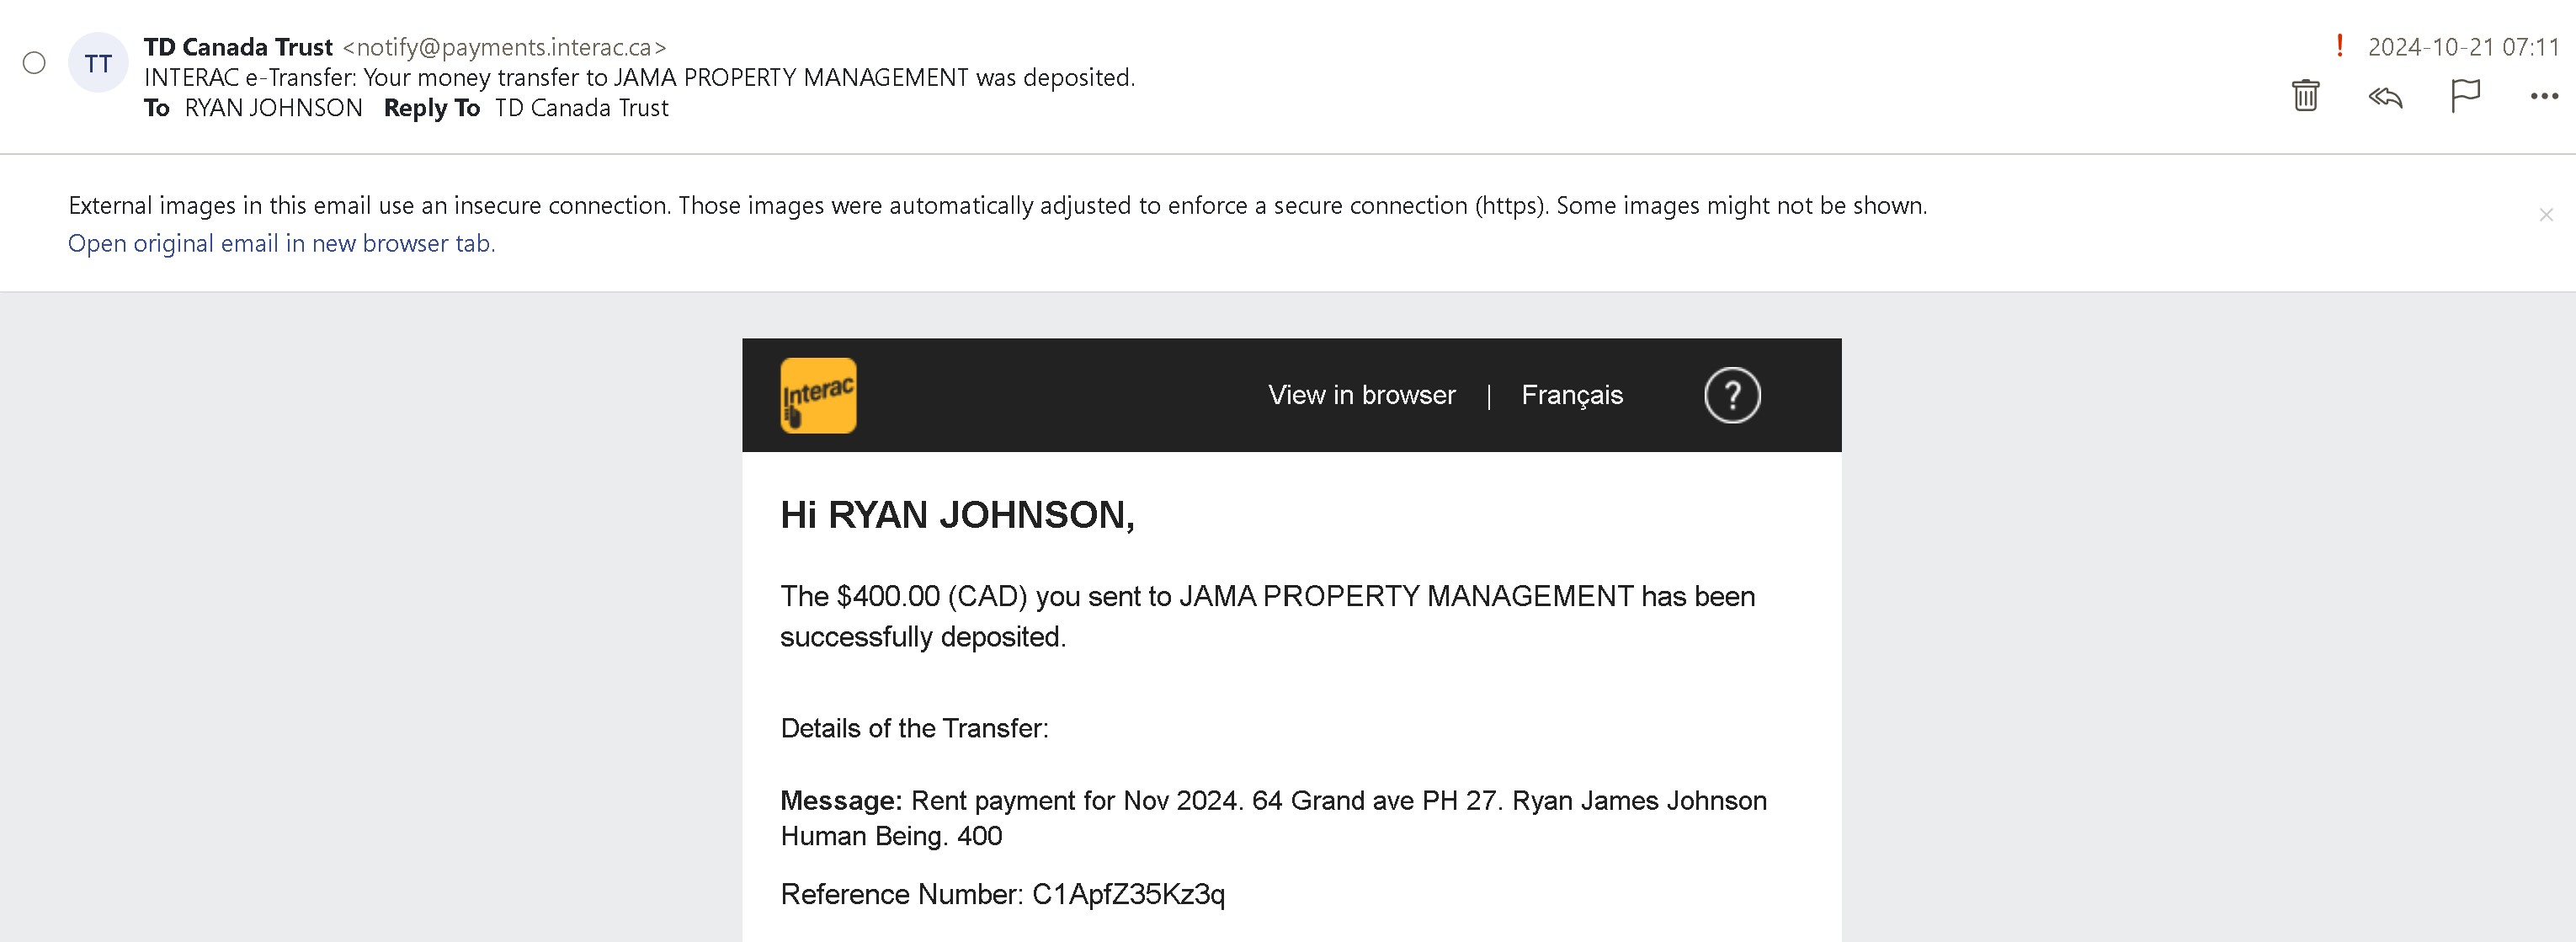 TT
TD Canada Trust <notify@payments.interac.ca>
! 2024-10-21 07:11
INTERAC e-Transfer: Your money transfer to JAMA PROPERTY MANAGEMENT was deposited.
To RYAN JOHNSON Reply To TD Canada Trust
External images in this email use an insecure connection. Those images were automatically adjusted to enforce a secure connection (https). Some images might not be shown.
Open original email in new browser tab.
Interac
View in browser | Français
?
Hi RYAN JOHNSON,
The $400.00 (CAD) you sent to JAMA PROPERTY MANAGEMENT has been
successfully deposited.
Details of the Transfer:
Message: Rent payment for Nov 2024. 64 Grand ave PH 27. Ryan James Johnson
Human Being. 400
Reference Number: C1ApfZ35Kz3q